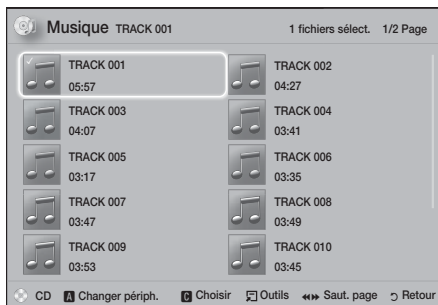 Musique TRACK 001 1 fichiers sélect. 1/2 Page
TRACK 001 TRACK 002
05:57 04:27
TRACK 003 TRACK 004
04:07 03:41
TRACK 005 TRACK 006
03:17 03:35
TRACK 007 TRACK 008
03:47 03:49
TRACK 009 TRACK 010
03:53 03:45
CD A Changer périph. C Choisir Outils Saut. page Retour